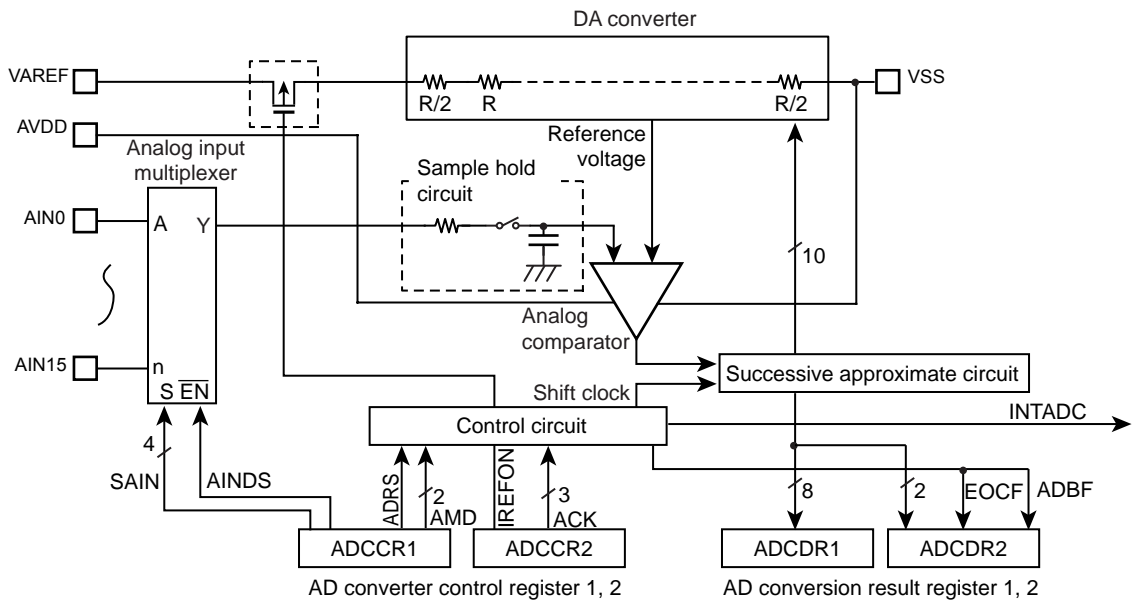 DA converter
VAREF
VSS
R/2
R
R/2
AVDD
Reference
voltage
Analog input
multiplexer
Sample hold
circuit
AIN0
A
Y
10
Analog
comparator
AIN15
n
S EN
Successive approximate circuit
Shift clock
INTADC
Control circuit
4
SAIN
AINDS
ADRS
2
AMD
IREFON
3
ACK
8
2
EOCF
ADBF
ADCCR1
ADCCR2
ADCDR1
ADCDR2
AD converter control register 1, 2
AD conversion result register 1, 2